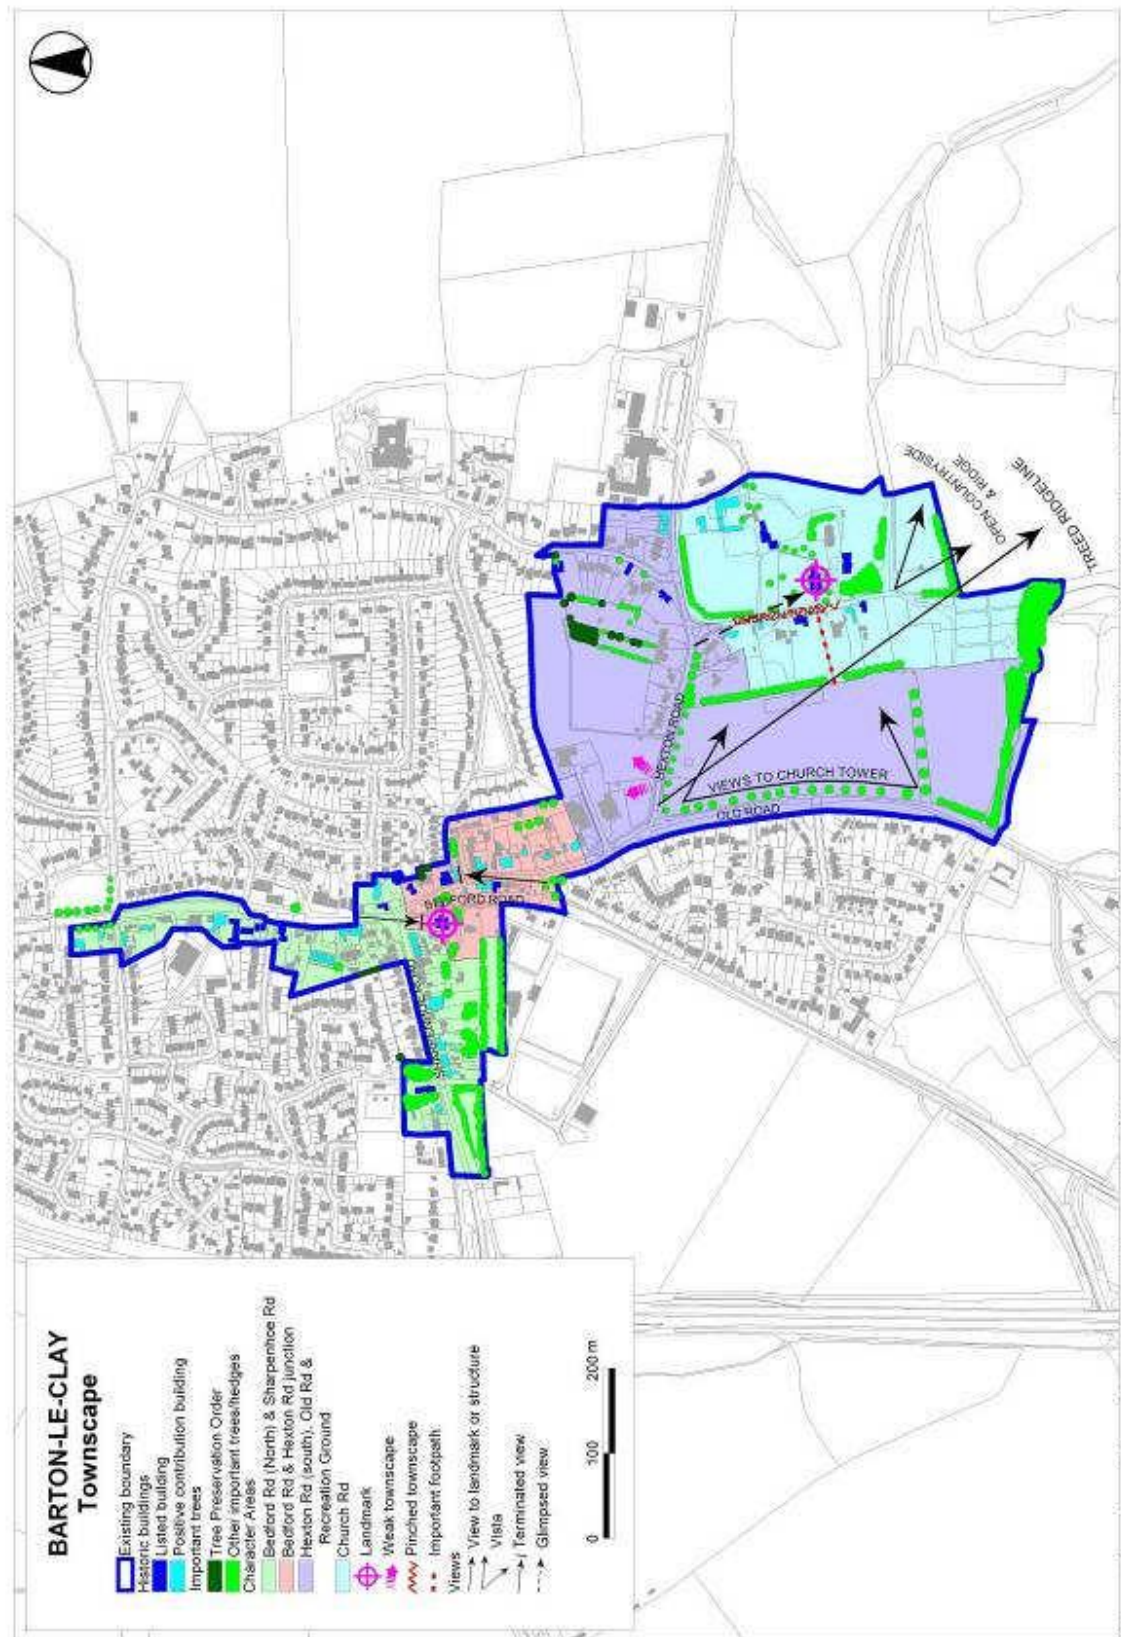 BARTON-LE-CLAY
Townscape
Existing boundary
Historic buildings
Listed building
Positive contribution building
Important trees
Tree Preservation Order
Other important trees/hedges
Character Areas
Bedford Rd (North) & Sharpenhoe Rd
Bedford Rd & Hexton Rd junction
Hexton Rd (south), Old Rd &
Recreation Ground
Church Rd
Landmark
Weak townscape
Pinched townscape
Important footpath
Views
View to landmark or structure
Vista
Terminated view
Glimpsed view
0 100 200 m
BEDFORD ROAD
HEXTON ROAD
OLD ROAD
VIEWS TO CHURCH TOWER
OPEN COUNTRYSIDE
& RIDGE
TREED RIDGELINE